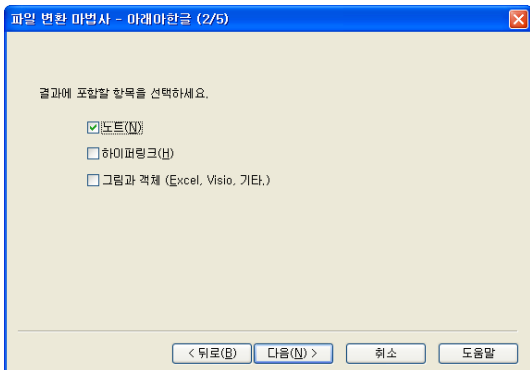 파일 변환 마법사 - 아래아한글 (2/5)
결과에 포함할 항목을 선택하세요.
노트(N)
하이퍼링크(H)
그림과 객체 (Excel, Visio, 기타.)
< 뒤로(B) 다음(N) > 취소 도움말